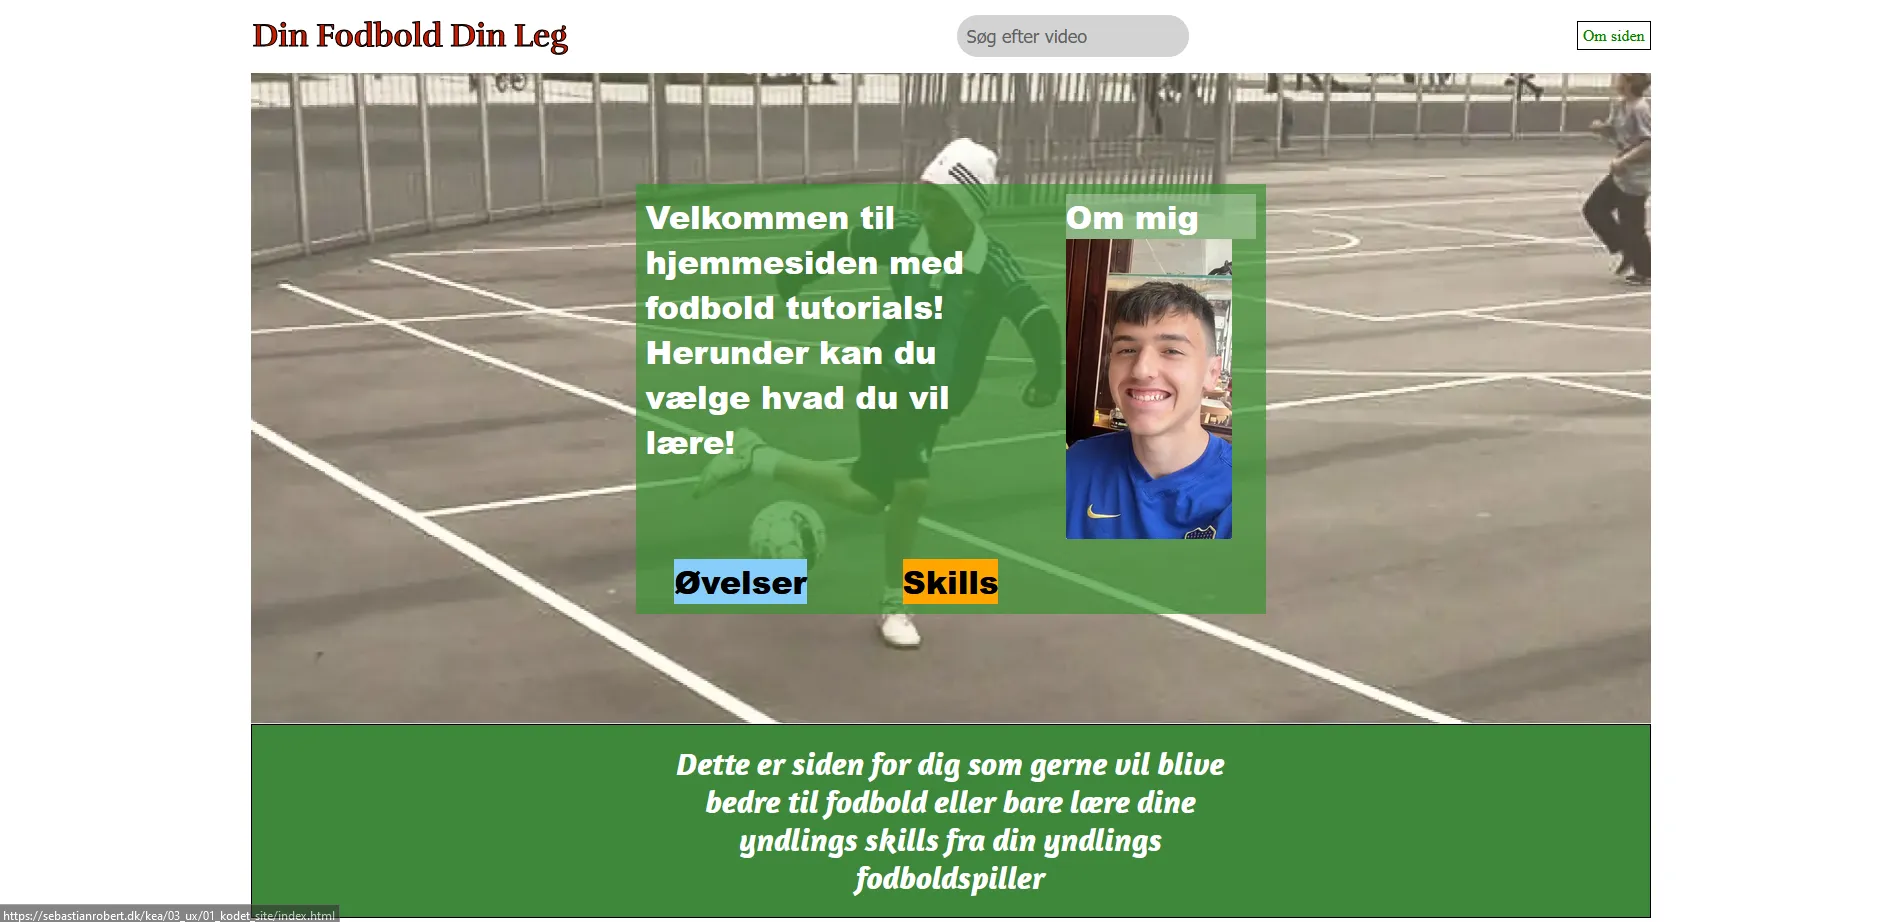 Din Fodbold Din Leg
Søg efter video
Om siden
Velkommen til
hjemmesiden med
fodbold tutorials!
Herunder kan du
vælge hvad du vil
lære!
Om mig
Øvelser
Skills
Dette er siden for dig som gerne vil blive
bedre til fodbold eller bare lære dine
yndlings skills fra din yndlings
fodboldspiller
https://sebastianrobert.dk/kea/03_ux/01_kodet_site/index.html